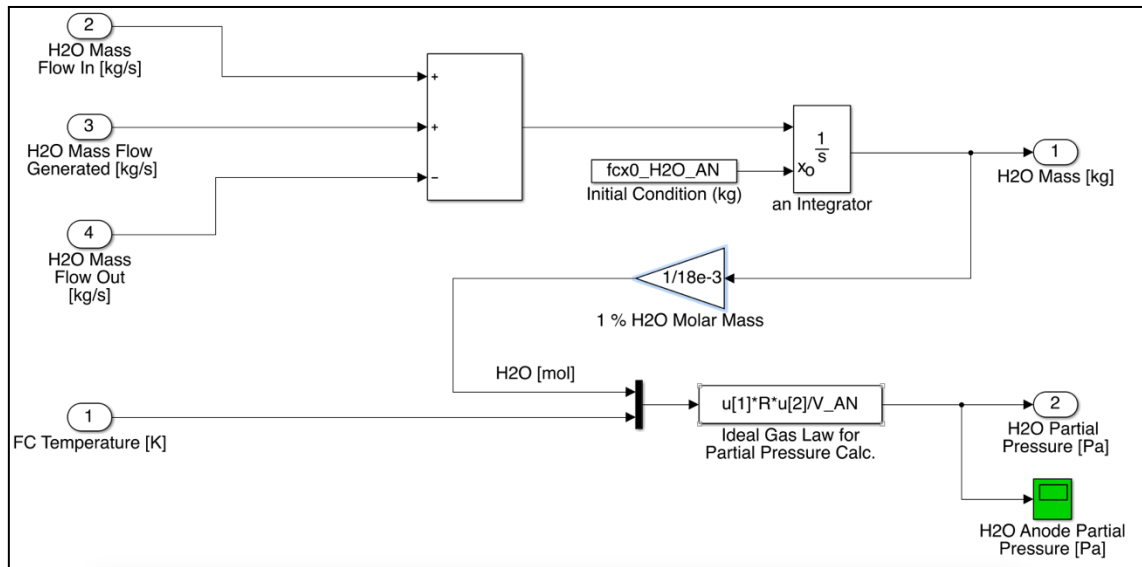 2
H2O Mass
Flow In [kg/s]
+
3
H2O Mass Flow
Generated [kg/s]
+
4
H2O Mass
Flow Out
[kg/s]
−
fcx0_H2O_AN
Initial Condition (kg)
1
s
xo
an Integrator
1
H2O Mass [kg]
1/18e-3
1 % H2O Molar Mass
H2O [mol]
1
FC Temperature [K]
u[1]*R*u[2]/V_AN
Ideal Gas Law for
Partial Pressure Calc.
2
H2O Partial
Pressure [Pa]
H2O Anode Partial
Pressure [Pa]